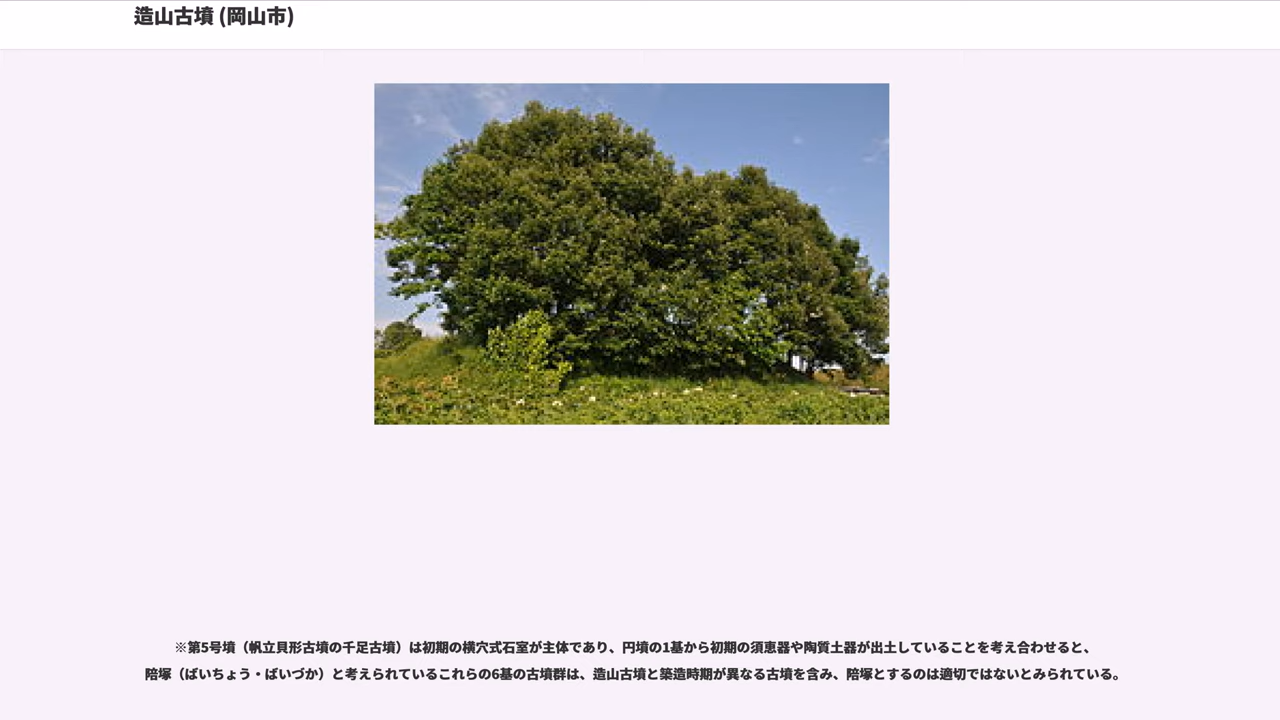 造山古墳 (岡山市)
※第5号墳（帆立貝形古墳の千足古墳）は初期の横穴式石室が主体であり、円墳の1基から初期の須恵器や陶質土器が出土していることを考え合わせると、
陪塚（ばいちょう・ばいづか）と考えられているこれらの6基の古墳群は、造山古墳と築造時期が異なる古墳を含み、陪塚とするのは適切ではないとみられている。